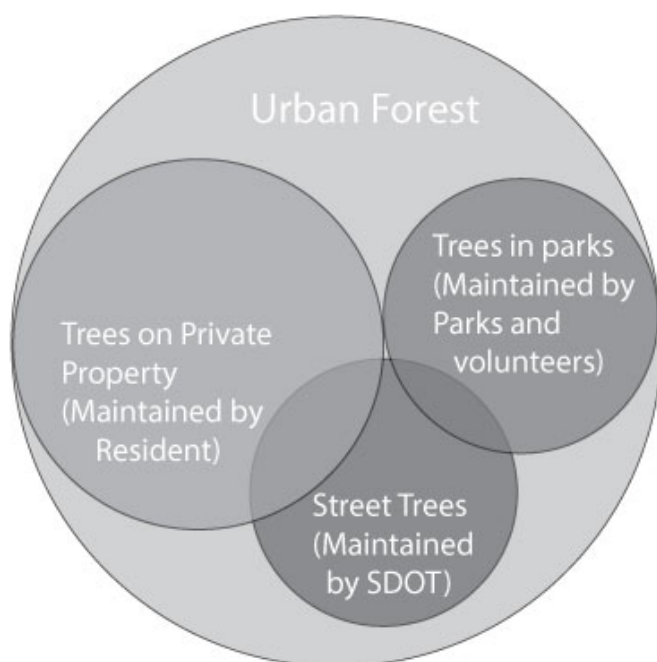 Urban Forest
Trees in parks
(Maintained by
Parks and
volunteers)
Trees on Private
Property
(Maintained by
Resident)
Street Trees
(Maintained
by SDOT)